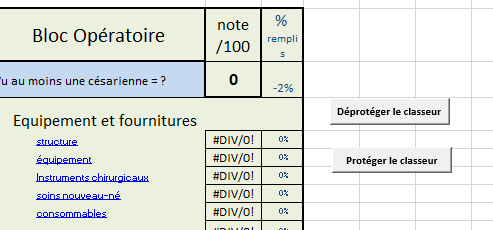 Bloc Opératoire
note
/100
%
rempli
s
u au moins une césarienne = ?
0
-2%
Déprotéger le classeur
Equipement et fournitures
structure
#DIV/0!
0%
Protéger le classeur
équipement
#DIV/0!
0%
Instruments chirurgicaux
#DIV/0!
0%
soins nouveau-né
#DIV/0!
0%
consommables
#DIV/0!
0%